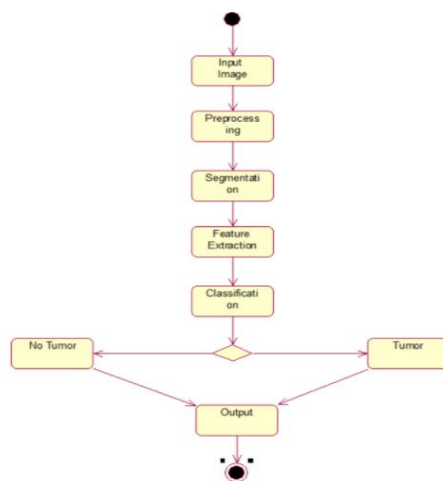 Input
Image
Preprocess
ing
Segmentati
on
Feature
Extraction
Classificati
on
No Tumor
Tumor
Output